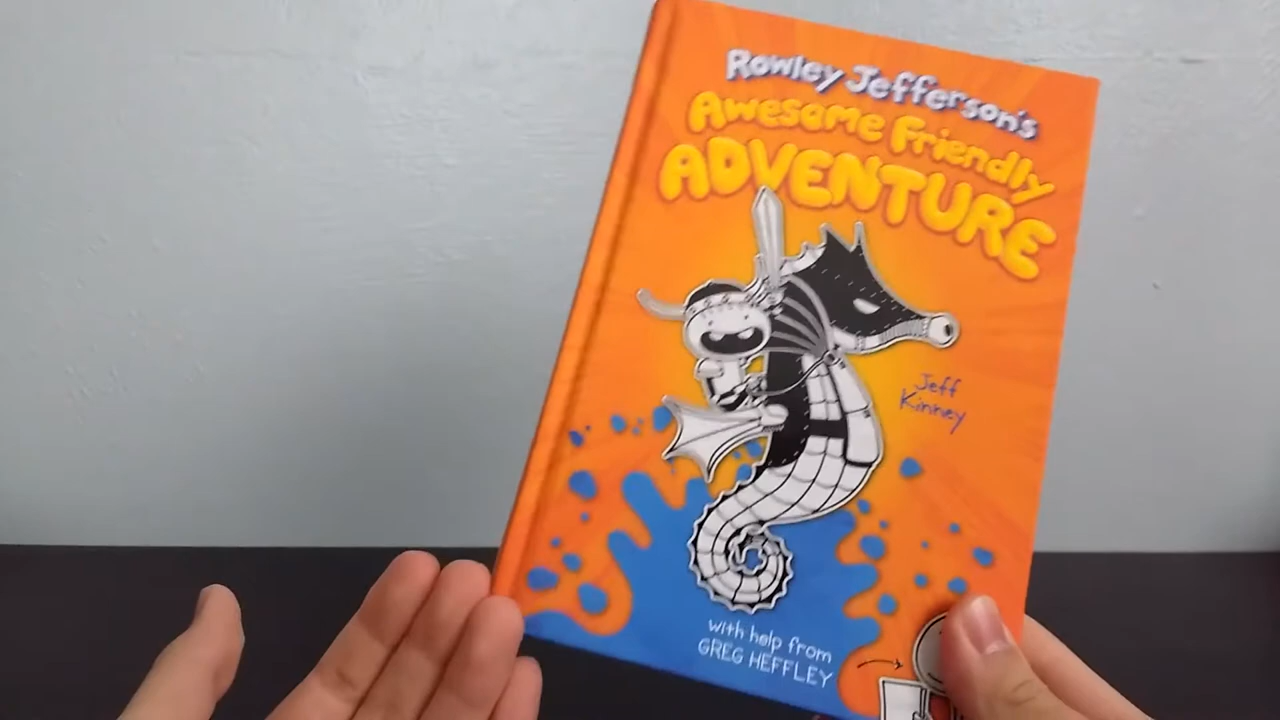 Rowley Jefferson's
Awesome Friendly
ADVENTURE
Jeff
Kinney
with help from
GREG HEFFLEY